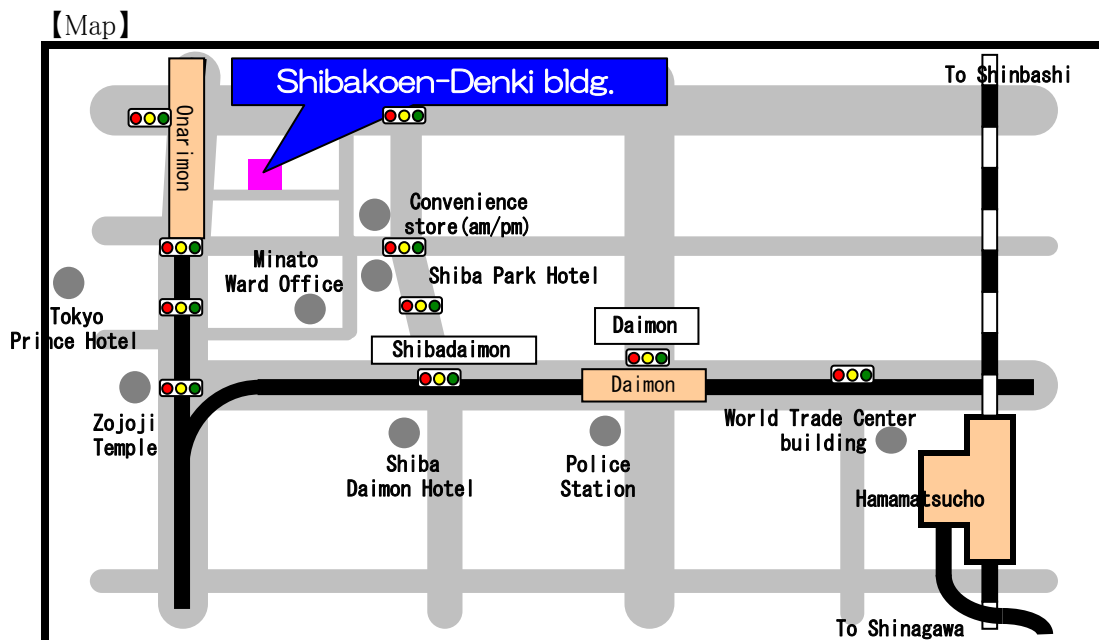 【Map】
Shibakoen-Denki bldg.
To Shinbashi
Onarimon
Convenience
store(am/pm)
Minato
Ward Office
Shiba Park Hotel
Tokyo
Prince Hotel
Shibadaimon
Daimon
Daimon
Zojoji
Temple
World Trade Center
building
Shiba
Daimon Hotel
Police
Station
Hamamatsucho
To Shinagawa